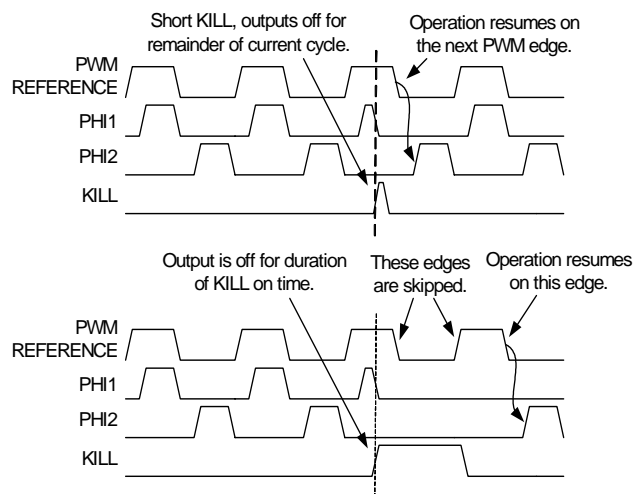 Short KILL, outputs off for
remainder of current cycle.
Operation resumes on
the next PWM edge.
PWM
REFERENCE
PHI1
PHI2
KILL
Output is off for duration
of KILL on time.
These edges
are skipped.
Operation resumes
on this edge.
PWM
REFERENCE
PHI1
PHI2
KILL